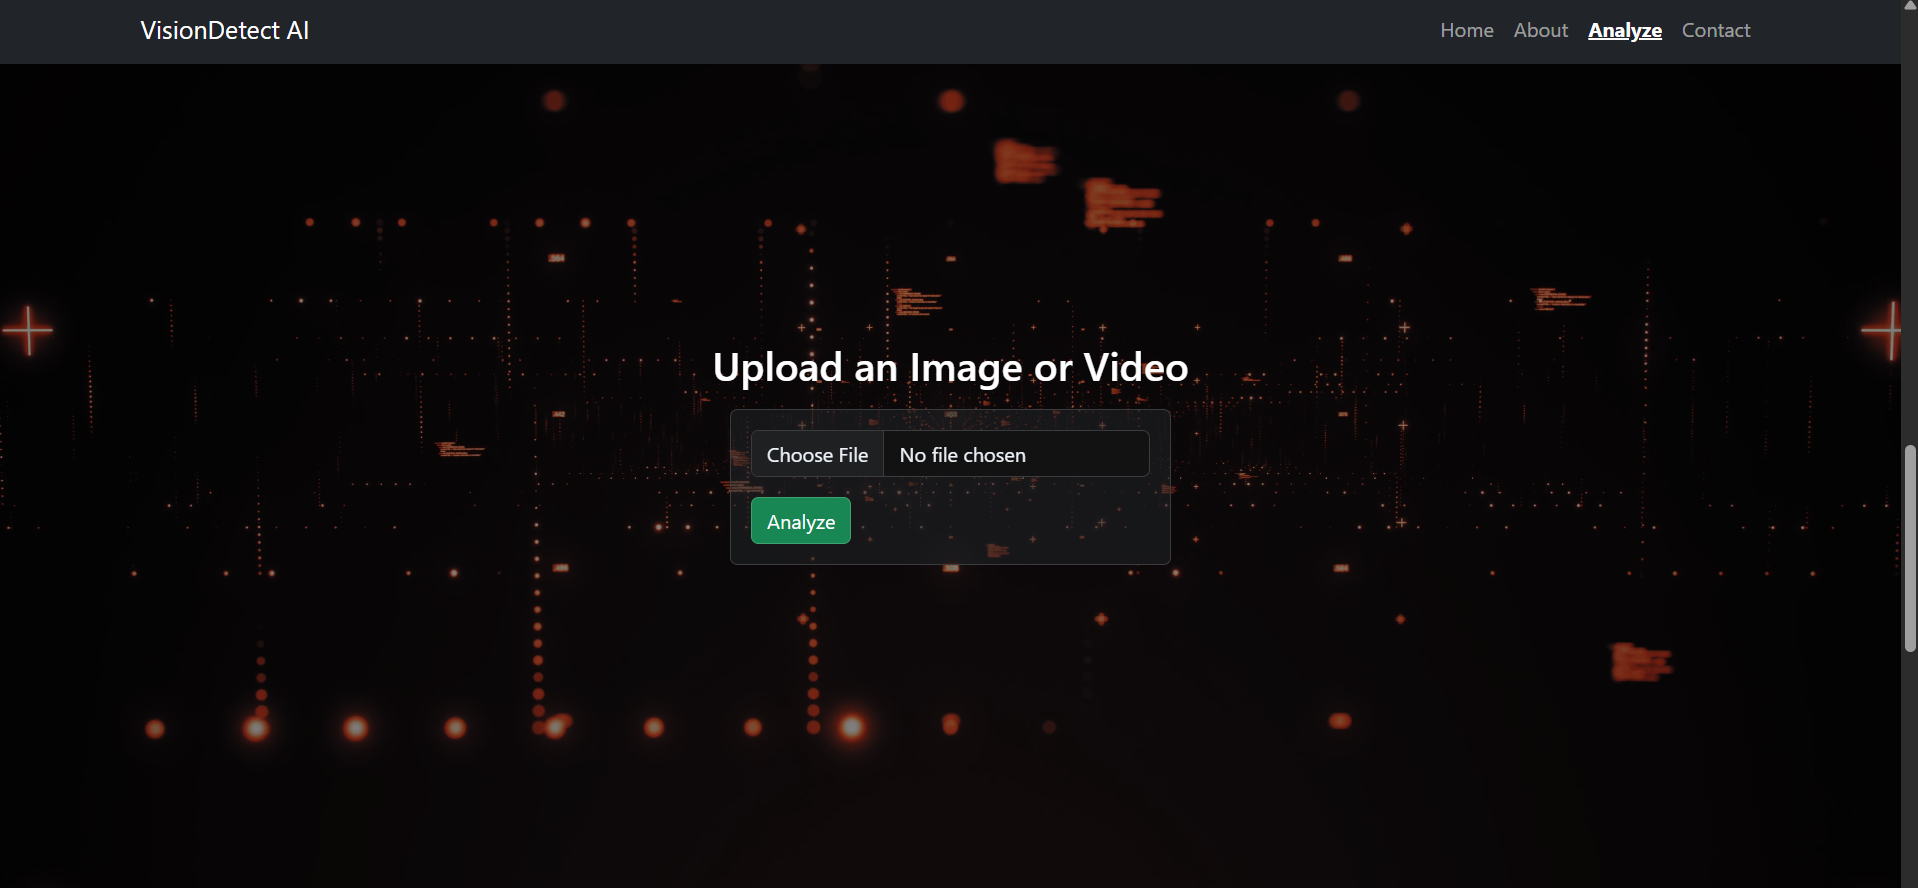 VisionDetect AI
Home About Analyze Contact
Upload an Image or Video
Choose File No file chosen
Analyze